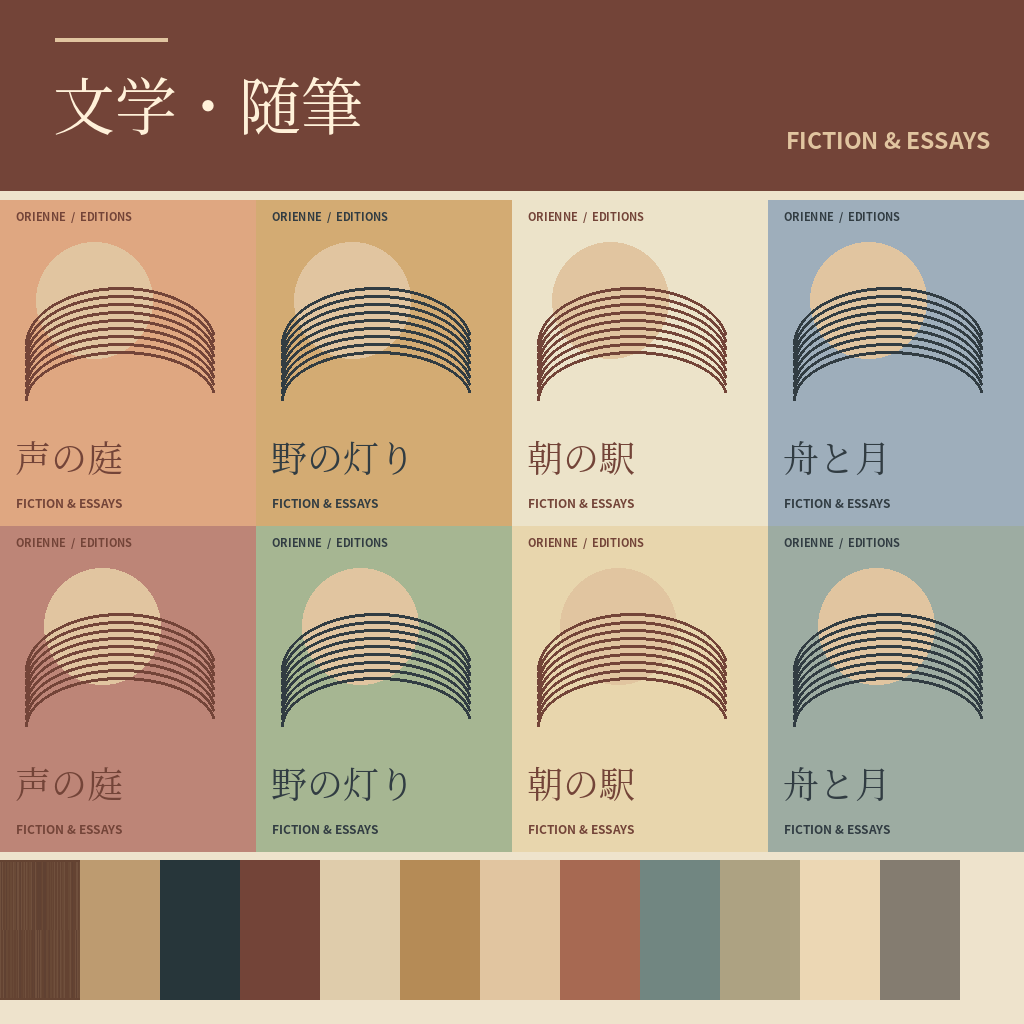 文学・随筆
FICTION & ESSAYS
ORIENNE / EDITIONS
声の庭
FICTION & ESSAYS
ORIENNE / EDITIONS
野の灯り
FICTION & ESSAYS
ORIENNE / EDITIONS
朝の駅
FICTION & ESSAYS
ORIENNE / EDITIONS
舟と月
FICTION & ESSAYS
ORIENNE / EDITIONS
声の庭
FICTION & ESSAYS
ORIENNE / EDITIONS
野の灯り
FICTION & ESSAYS
ORIENNE / EDITIONS
朝の駅
FICTION & ESSAYS
ORIENNE / EDITIONS
舟と月
FICTION & ESSAYS